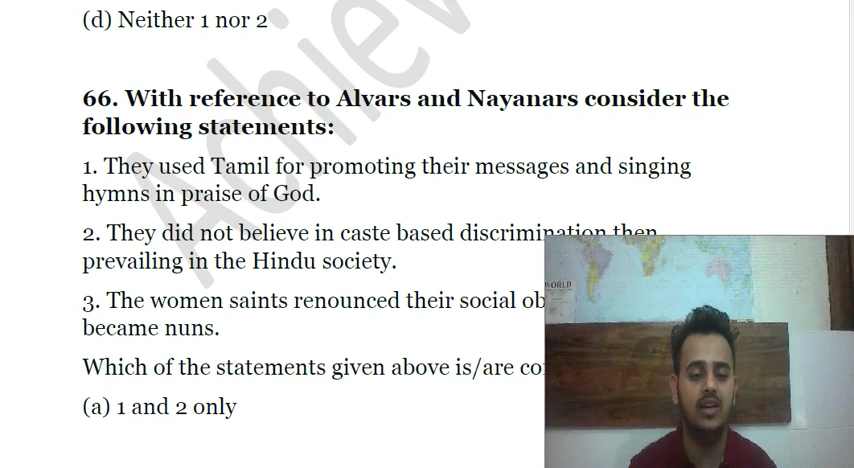 (d) Neither 1 nor 2
66. With reference to Alvars and Nayanars consider the
following statements:
1. They used Tamil for promoting their messages and singing
hymns in praise of God.
2. They did not believe in caste based discrimination then
prevailing in the Hindu society.
3. The women saints renounced their social
became nuns.
Which of the statements given above is/are
(a) 1 and 2 only
Achiev
WORLD